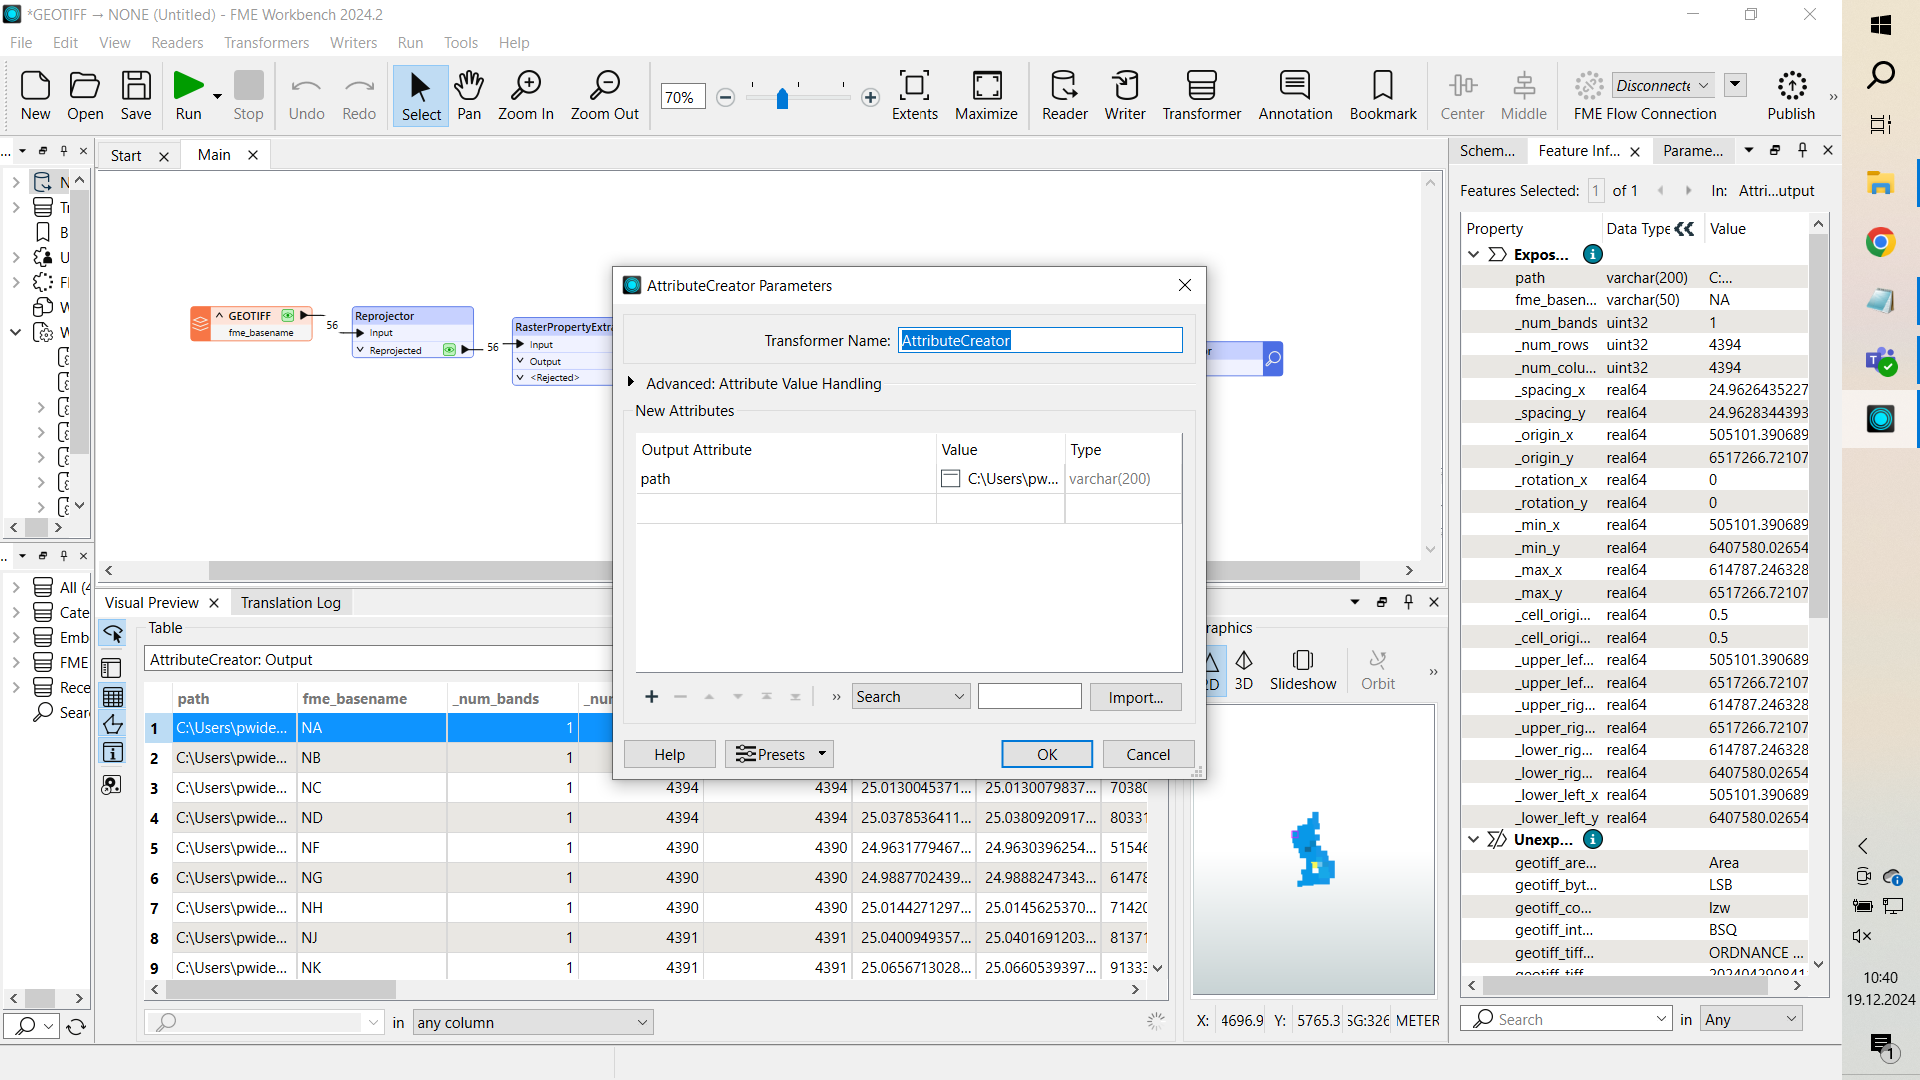 *GEOTIFF → NONE (Untitled) - FME Workbench 2024.2
File Edit View Readers Transformers Writers Run Tools Help
New Open Save Run Stop Undo Redo Select Pan Zoom In Zoom Out 70% Extents Maximize Reader Writer Transformer Annotation Bookmark Center Middle Disconnecte FME Flow Connection Publish
Start Main
Schem... Feature Inf... Parame...
Features Selected: 1 of 1 In: Attri...utput
Property Data Type Value
Expos...
path varchar(200) C:...
fme_basen... varchar(50) NA
_num_bands uint32 1
_num_rows uint32 4394
_num_colu... uint32 4394
_spacing_x real64 24.9626435227
_spacing_y real64 24.9628344393
_origin_x real64 505101.390689
_origin_y real64 6517266.72107
_rotation_x real64 0
_rotation_y real64 0
_min_x real64 505101.390689
_min_y real64 6407580.02654
_max_x real64 614787.246328
_max_y real64 6517266.72107
_cell_origi... real64 0.5
_cell_origi... real64 0.5
_upper_lef... real64 505101.390689
_upper_lef... real64 6517266.72107
_upper_rig... real64 614787.246328
_upper_rig... real64 6517266.72107
_lower_rig... real64 614787.246328
_lower_rig... real64 6407580.02654
_lower_left_x real64 505101.390689
_lower_left_y real64 6407580.02654
Unexp...
geotiff_are... Area
geotiff_byt... LSB
geotiff_co... lzw
geotiff_int... BSQ
geotiff_tiff... ORDNANCE ...
Search in Any
N
Tr
B
U
Fl
W
W
All (4
Cate
Emb
FME
Rece
Sear
GEOTIFF
fme_basename
56
Reprojector
Input
Reprojected
56
RasterPropertyExtra
Input
Output
<Rejected>
AttributeCreator Parameters
Transformer Name: AttributeCreator
Advanced: Attribute Value Handling
New Attributes
Output Attribute Value Type
path C:\Users\pw... varchar(200)
Search Import...
Help Presets OK Cancel
Visual Preview Translation Log
Table
AttributeCreator: Output
path fme_basename _num_bands _nu
1 C:\Users\pwide... NA 1
2 C:\Users\pwide... NB 1
3 C:\Users\pwide... NC 1 4394 4394 25.0130045371... 25.0130079837... 70380
4 C:\Users\pwide... ND 1 4394 4394 25.0378536411... 25.0380920917... 80331
5 C:\Users\pwide... NF 1 4390 4390 24.9631779467... 24.9630396254... 51546
6 C:\Users\pwide... NG 1 4390 4390 24.9887702439... 24.9888247343... 61478
7 C:\Users\pwide... NH 1 4390 4390 25.0144271297... 25.0145625370... 71420
8 C:\Users\pwide... NJ 1 4391 4391 25.0400949357... 25.0401691203... 81371
9 C:\Users\pwide... NK 1 4391 4391 25.0656713028... 25.0660539397... 91333
in any column
raphics
2D 3D Slideshow Orbit
X: 4696.9 Y: 5765.3 SG:326 METER
10:40
19.12.2024
1